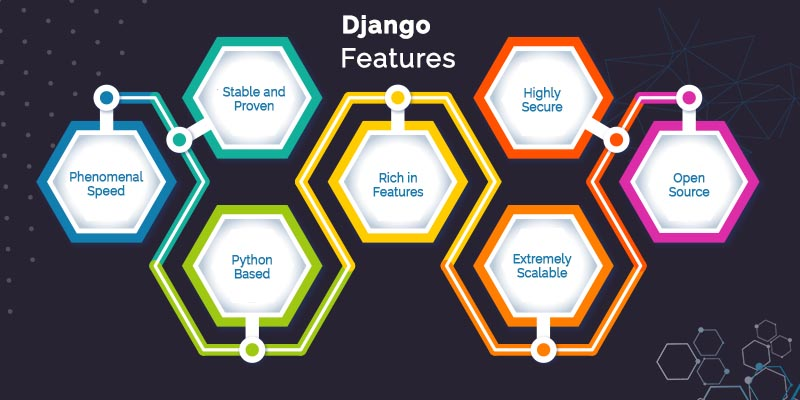 Django
Features
Phenomenal
Speed
Stable and
Proven
Python
Based
Rich in
Features
Highly
Secure
Extremely
Scalable
Open
Source